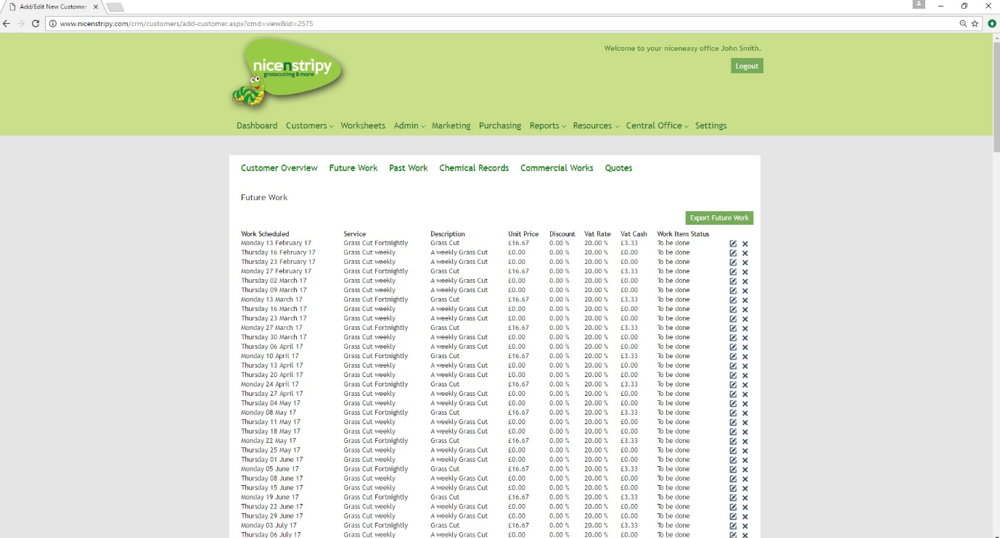 Add/Edit New Customer
www.nicenstripy.com/crm/customers/add-customer.aspx?cmd=view&id=2575
Welcome to your niceneasy office John Smith.
Logout
nicenstripy
grasscutting & more
Dashboard Customers Worksheets Admin Marketing Purchasing Reports Resources Central Office Settings
Customer Overview Future Work Past Work Chemical Records Commercial Works Quotes
Future Work
Export Future Work
Work Scheduled Service Description Unit Price Discount Vat Rate Vat Cash Work Item Status
Monday 13 February 17 Grass Cut Fortnightly Grass Cut £16.67 0.00 % 20.00 % £3.33 To be done
Thursday 16 February 17 Grass Cut weekly A weekly Grass Cut £0.00 0.00 % 20.00 % £0.00 To be done
Thursday 23 February 17 Grass Cut weekly A weekly Grass Cut £0.00 0.00 % 20.00 % £0.00 To be done
Monday 27 February 17 Grass Cut Fortnightly Grass Cut £16.67 0.00 % 20.00 % £3.33 To be done
Thursday 02 March 17 Grass Cut weekly A weekly Grass Cut £0.00 0.00 % 20.00 % £0.00 To be done
Thursday 09 March 17 Grass Cut weekly A weekly Grass Cut £0.00 0.00 % 20.00 % £0.00 To be done
Monday 13 March 17 Grass Cut Fortnightly Grass Cut £16.67 0.00 % 20.00 % £3.33 To be done
Thursday 16 March 17 Grass Cut weekly A weekly Grass Cut £0.00 0.00 % 20.00 % £0.00 To be done
Thursday 23 March 17 Grass Cut weekly A weekly Grass Cut £0.00 0.00 % 20.00 % £0.00 To be done
Monday 27 March 17 Grass Cut Fortnightly Grass Cut £16.67 0.00 % 20.00 % £3.33 To be done
Thursday 30 March 17 Grass Cut weekly A weekly Grass Cut £0.00 0.00 % 20.00 % £0.00 To be done
Thursday 06 April 17 Grass Cut weekly A weekly Grass Cut £0.00 0.00 % 20.00 % £0.00 To be done
Monday 10 April 17 Grass Cut Fortnightly Grass Cut £16.67 0.00 % 20.00 % £3.33 To be done
Thursday 13 April 17 Grass Cut weekly A weekly Grass Cut £0.00 0.00 % 20.00 % £0.00 To be done
Thursday 20 April 17 Grass Cut weekly A weekly Grass Cut £0.00 0.00 % 20.00 % £0.00 To be done
Monday 24 April 17 Grass Cut Fortnightly Grass Cut £16.67 0.00 % 20.00 % £3.33 To be done
Thursday 27 April 17 Grass Cut weekly A weekly Grass Cut £0.00 0.00 % 20.00 % £0.00 To be done
Thursday 04 May 17 Grass Cut weekly A weekly Grass Cut £0.00 0.00 % 20.00 % £0.00 To be done
Monday 08 May 17 Grass Cut Fortnightly Grass Cut £16.67 0.00 % 20.00 % £3.33 To be done
Thursday 11 May 17 Grass Cut weekly A weekly Grass Cut £0.00 0.00 % 20.00 % £0.00 To be done
Thursday 18 May 17 Grass Cut weekly A weekly Grass Cut £0.00 0.00 % 20.00 % £0.00 To be done
Monday 22 May 17 Grass Cut Fortnightly Grass Cut £16.67 0.00 % 20.00 % £3.33 To be done
Thursday 25 May 17 Grass Cut weekly A weekly Grass Cut £0.00 0.00 % 20.00 % £0.00 To be done
Thursday 01 June 17 Grass Cut weekly A weekly Grass Cut £0.00 0.00 % 20.00 % £0.00 To be done
Monday 05 June 17 Grass Cut Fortnightly Grass Cut £16.67 0.00 % 20.00 % £3.33 To be done
Thursday 08 June 17 Grass Cut weekly A weekly Grass Cut £0.00 0.00 % 20.00 % £0.00 To be done
Thursday 15 June 17 Grass Cut weekly A weekly Grass Cut £0.00 0.00 % 20.00 % £0.00 To be done
Monday 19 June 17 Grass Cut Fortnightly Grass Cut £16.67 0.00 % 20.00 % £3.33 To be done
Thursday 22 June 17 Grass Cut weekly A weekly Grass Cut £0.00 0.00 % 20.00 % £0.00 To be done
Thursday 29 June 17 Grass Cut weekly A weekly Grass Cut £0.00 0.00 % 20.00 % £0.00 To be done
Monday 03 July 17 Grass Cut Fortnightly Grass Cut £16.67 0.00 % 20.00 % £3.33 To be done
Thursday 06 July 17 Grass Cut weekly A weekly Grass Cut £0.00 0.00 % 20.00 % £0.00 To be done